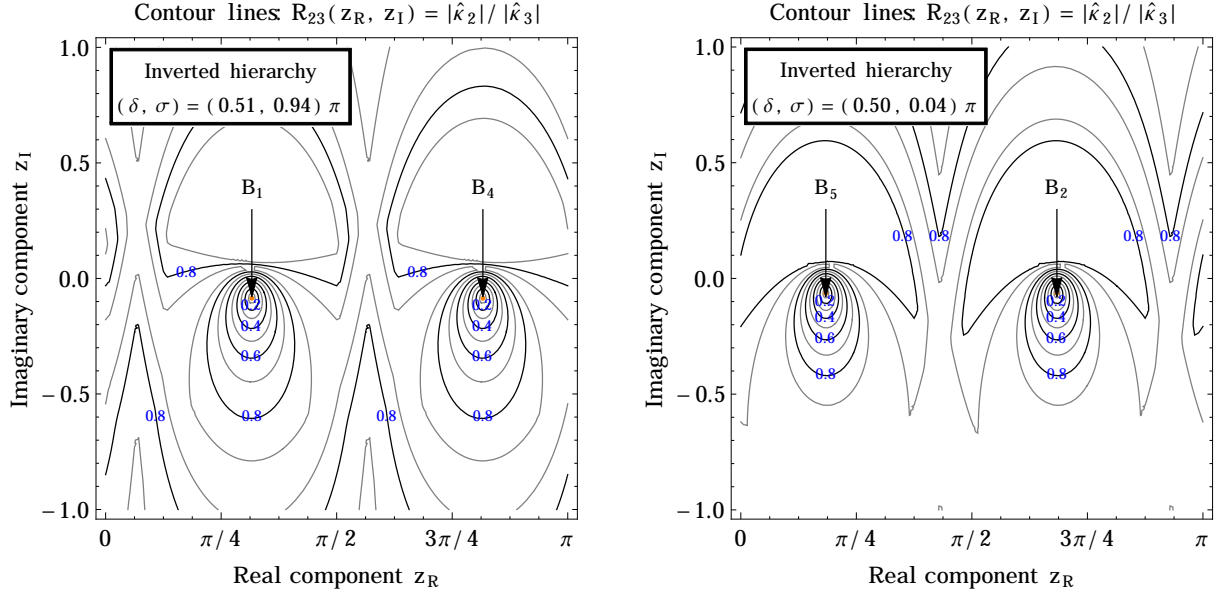 Contour lines: R23(zR, zI) = |κ̂2| / |κ̂3|
Inverted hierarchy
(δ, σ) = (0.51, 0.94) π
B1
B4
0.8
0.8
0.2
0.2
0.4
0.4
0.6
0.6
0.8
0.8
0.8
0.8
1.0
0.5
0.0
−0.5
−1.0
Imaginary component zI
0
π/4
π/2
3π/4
π
Real component zR
Contour lines: R23(zR, zI) = |κ̂2| / |κ̂3|
Inverted hierarchy
(δ, σ) = (0.50, 0.04) π
B5
B2
0.8
0.8
0.8
0.8
0.2
0.2
0.4
0.4
0.6
0.6
0.8
0.8
1.0
0.5
0.0
−0.5
−1.0
Imaginary component zI
0
π/4
π/2
3π/4
π
Real component zR